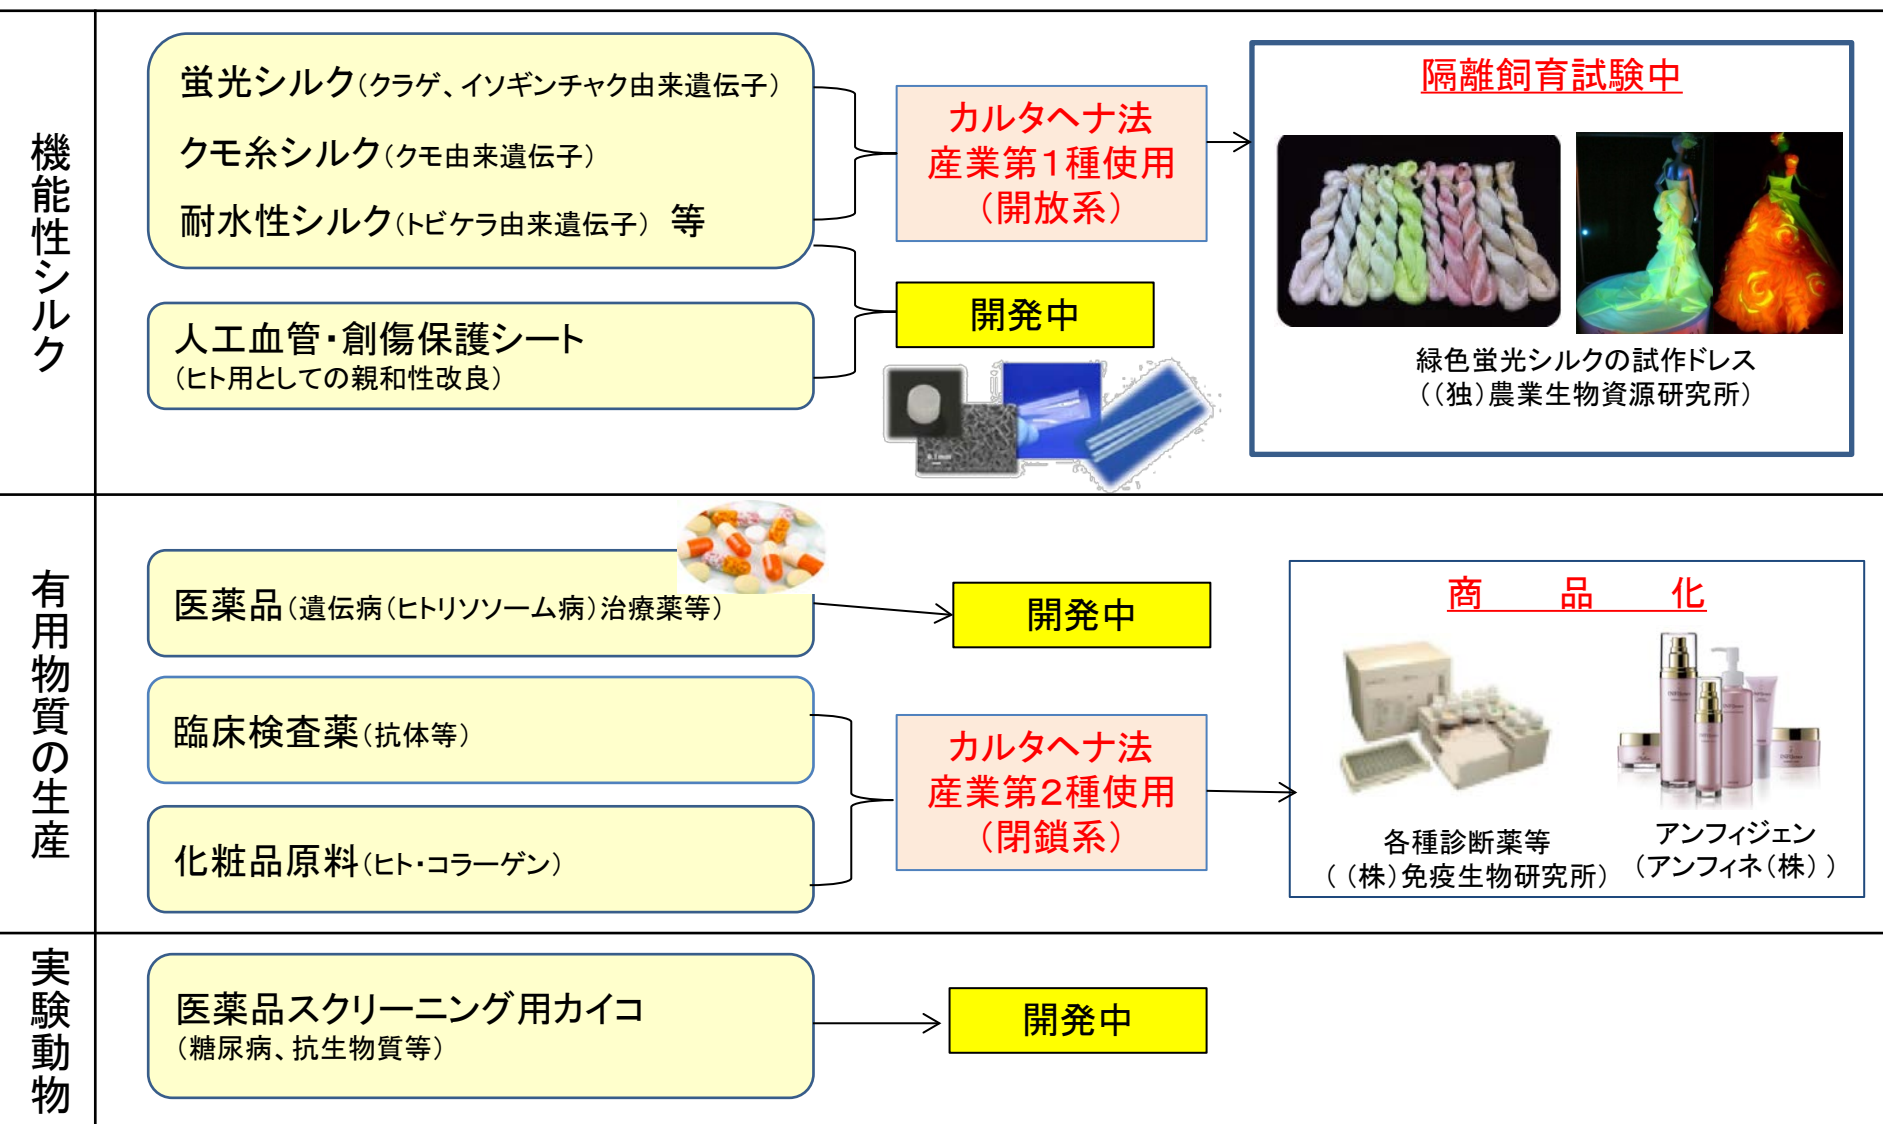 機能性シルク
蛍光シルク(クラゲ、イソギンチャク由来遺伝子)
クモ糸シルク(クモ由来遺伝子)
耐水性シルク(トビケラ由来遺伝子) 等
人工血管・創傷保護シート
(ヒト用としての親和性改良)
カルタヘナ法
産業第1種使用
(開放系)
開発中
0.1mm
隔離飼育試験中
緑色蛍光シルクの試作ドレス
((独)農業生物資源研究所)
有用物質の生産
医薬品(遺伝病(ヒトリソソーム病)治療薬等)
開発中
臨床検査薬(抗体等)
化粧品原料(ヒト・コラーゲン)
カルタヘナ法
産業第2種使用
(閉鎖系)
商 品 化
各種診断薬等
((株)免疫生物研究所)
アンフィジェン
(アンフィネ(株))
実験動物
医薬品スクリーニング用カイコ
(糖尿病、抗生物質等)
開発中